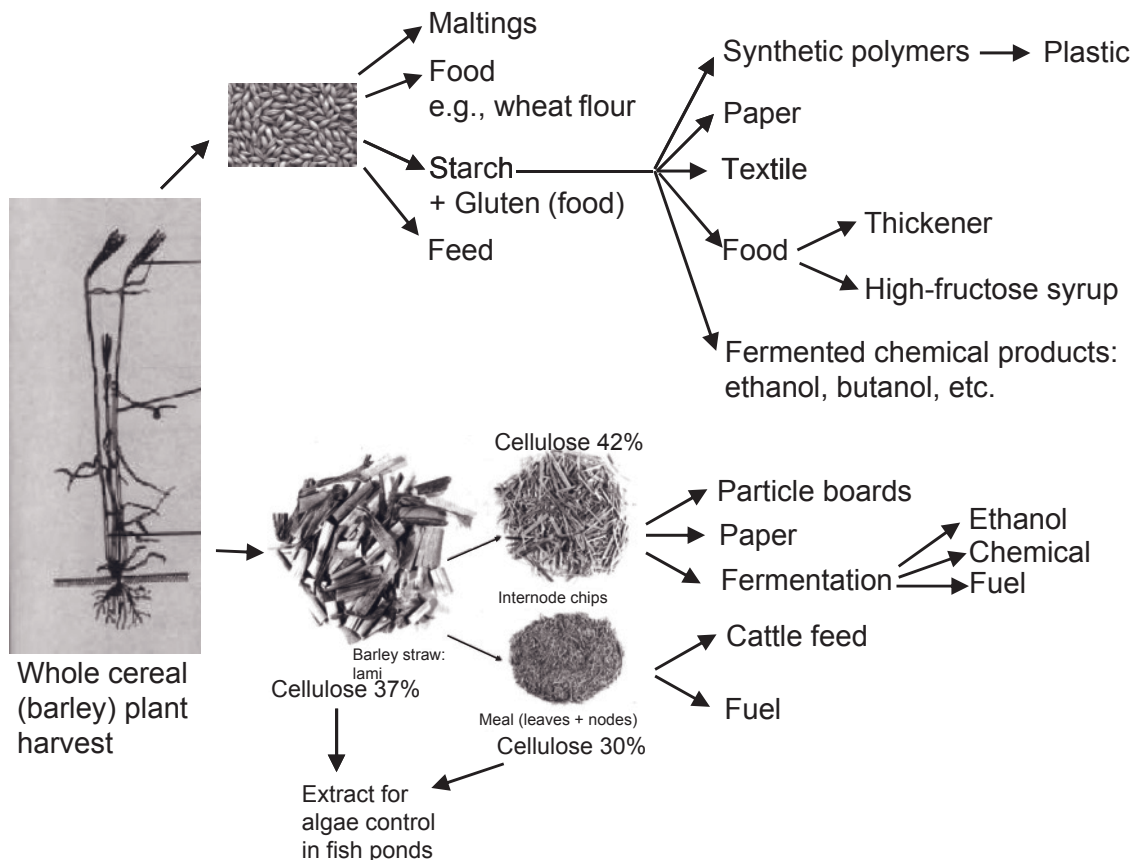 Maltings
Food
e.g., wheat flour
Starch
+ Gluten (food)
Feed
Synthetic polymers
Plastic
Paper
Textile
Food
Thickener
High-fructose syrup
Fermented chemical products:
ethanol, butanol, etc.
Whole cereal
(barley) plant
harvest
Barley straw:
lami
Cellulose 37%
Cellulose 42%
Internode chips
Particle boards
Paper
Fermentation
Ethanol
Chemical
Fuel
Meal (leaves + nodes)
Cellulose 30%
Cattle feed
Fuel
Extract for
algae control
in fish ponds